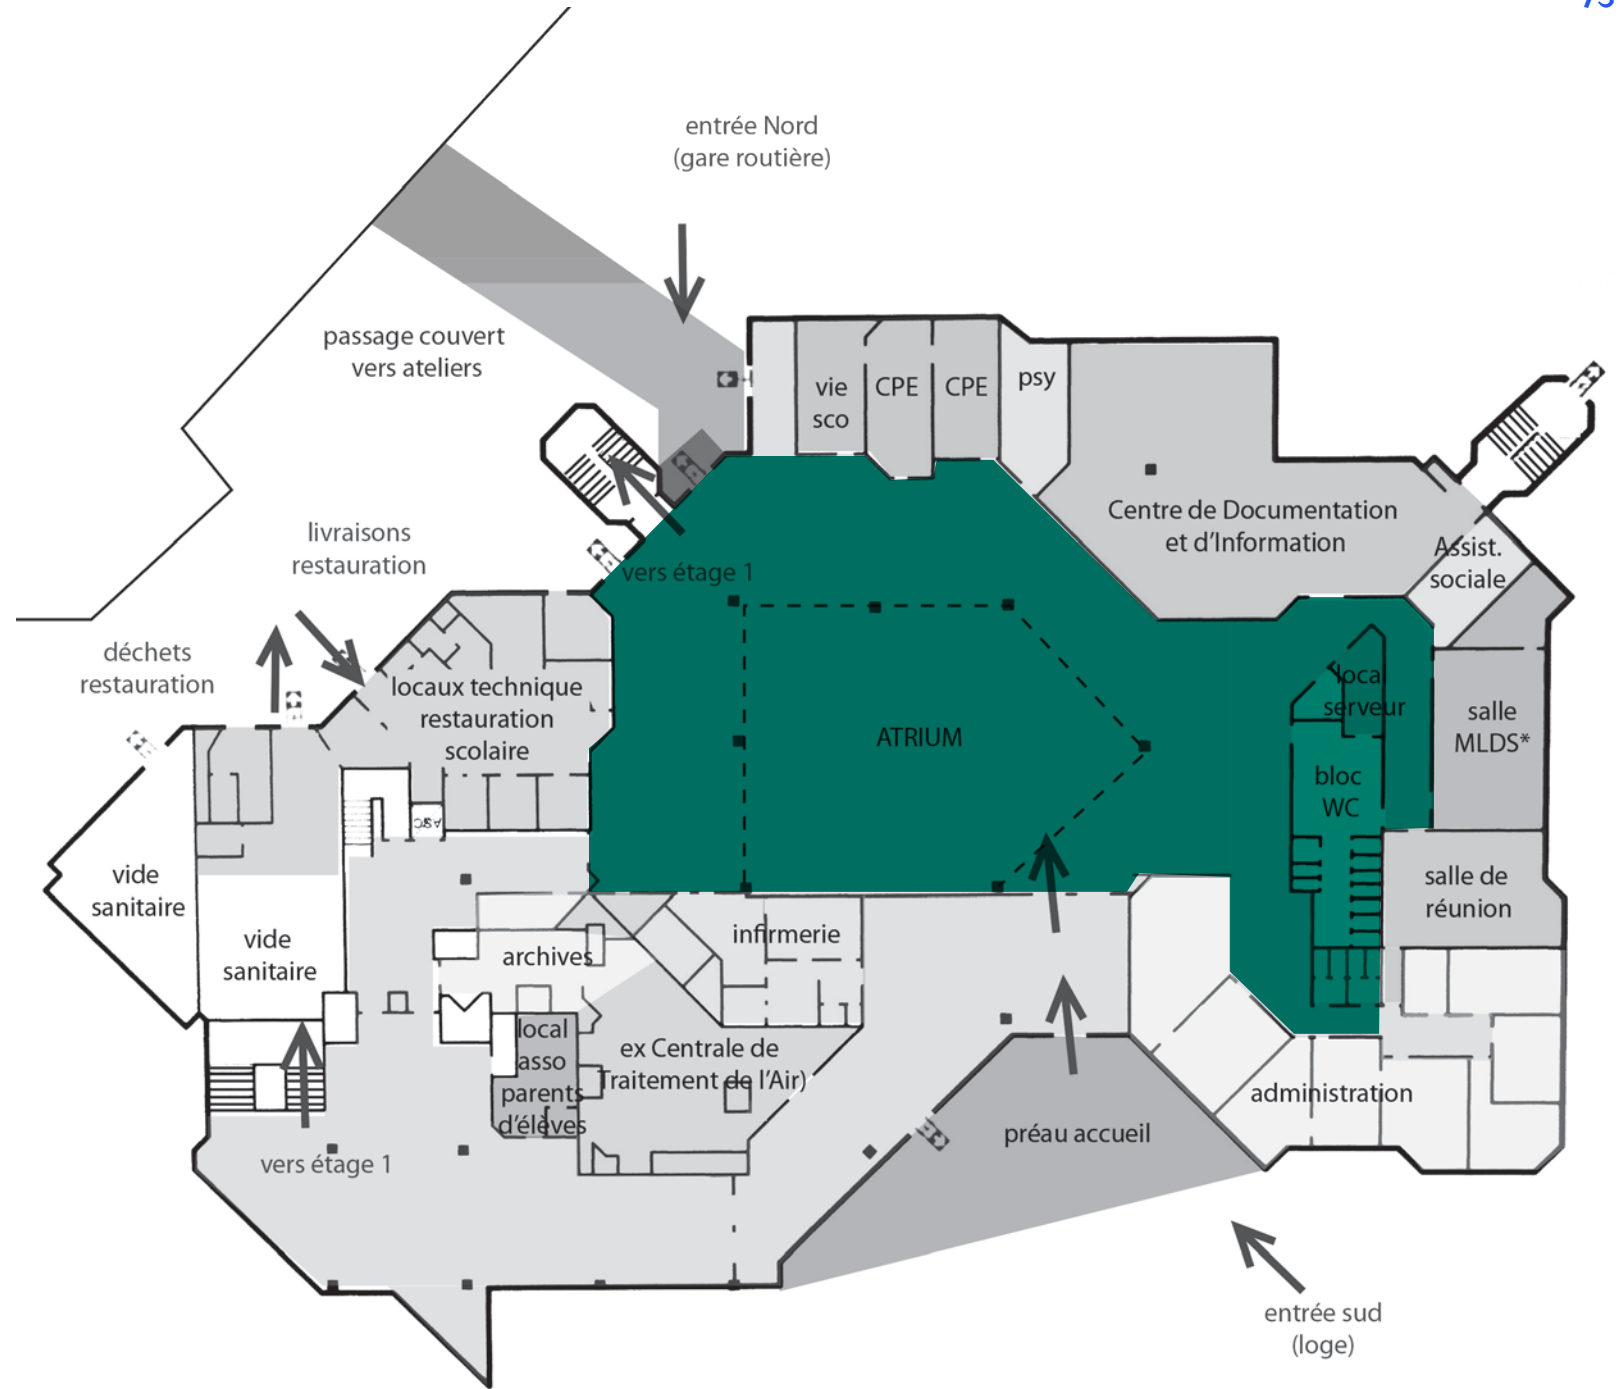 entrée Nord
(gare routière)
passage couvert
vers ateliers
vie
sco
CPE
CPE
psy
Centre de Documentation
et d'Information
Assist.
sociale
livraisons
restauration
vers étage 1
déchets
restauration
locaux technique
restauration
scolaire
ASC
ATRIUM
local
serveur
salle
MLDS*
bloc
WC
vide
sanitaire
vide
sanitaire
salle de
réunion
infirmerie
archives
local
asso
parents
d'élèves
ex Centrale de
Traitement de l'Air)
préau accueil
administration
vers étage 1
entrée sud
(loge)